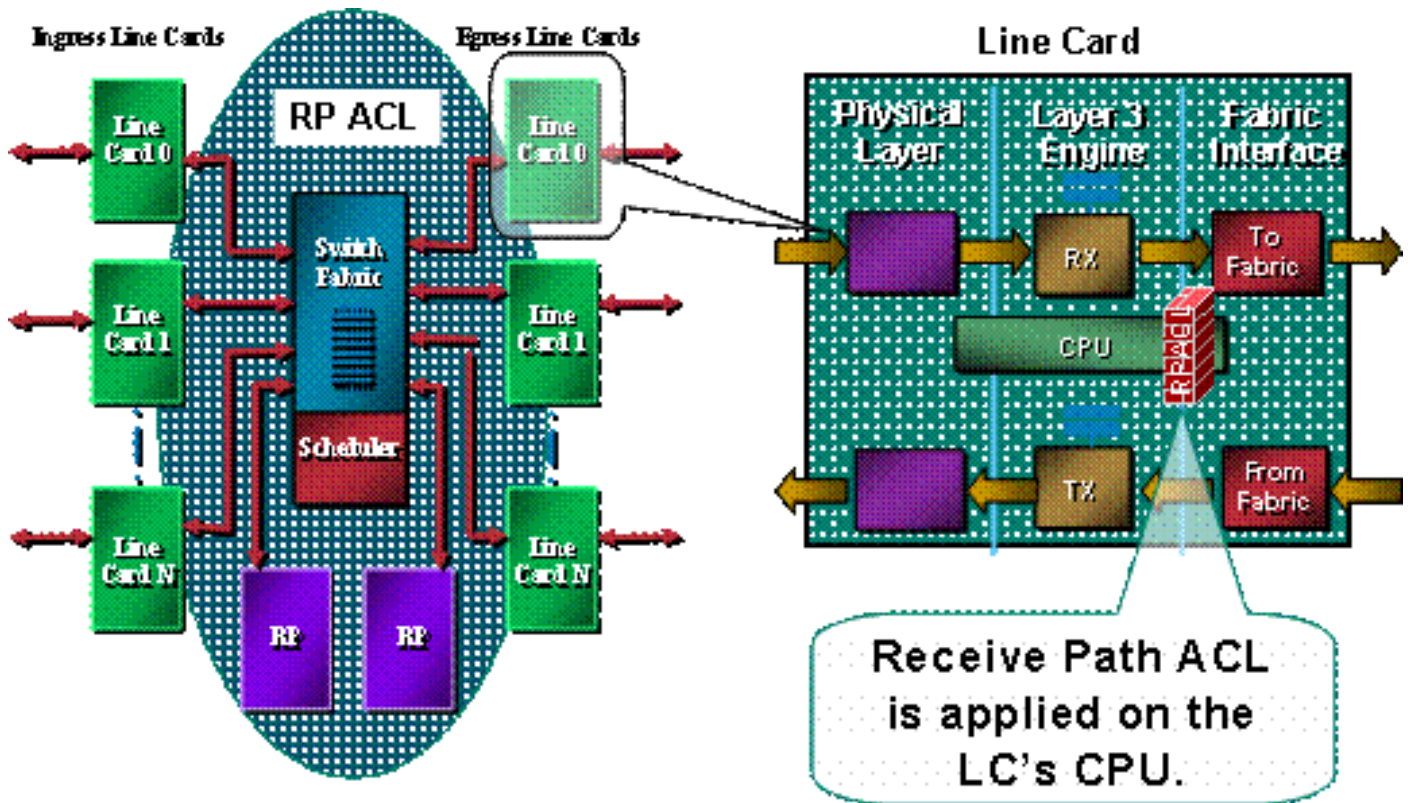 Ingress Line Cards
Egress Line Cards
RP ACL
Line
Card 0
Line
Card 0
Switch
Fabric
Line
Card 1
Line
Card 1
Scheduler
Line
Card N
Line
Card N
RP
RP
Line Card
Physical
Layer
Layer 3
Engine
Fabric
Interface
RX
To
Fabric
CPU
RPACL
TX
From
Fabric
Receive Path ACL
is applied on the
LC's CPU.